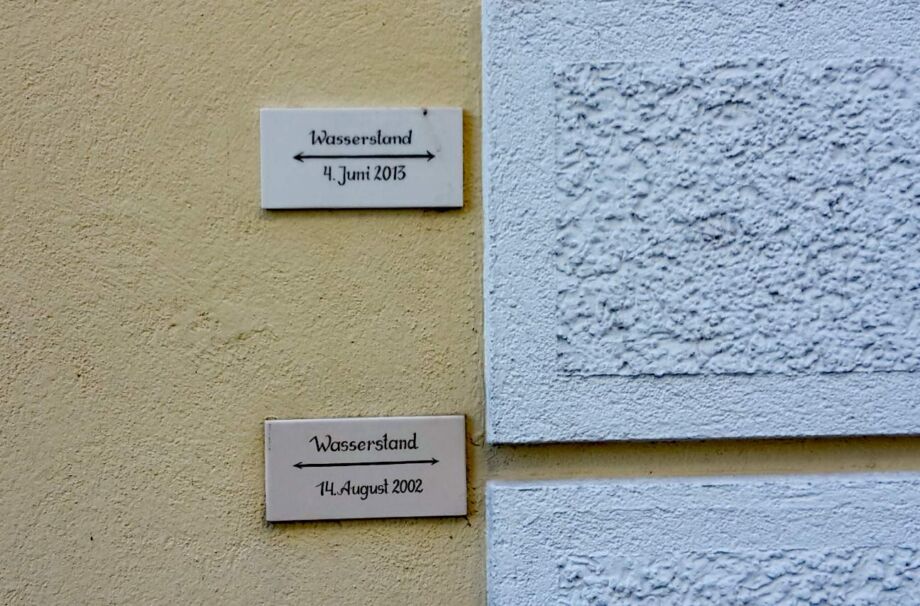 Wasserstand
4. Juni 2013
Wasserstand
14. August 2002